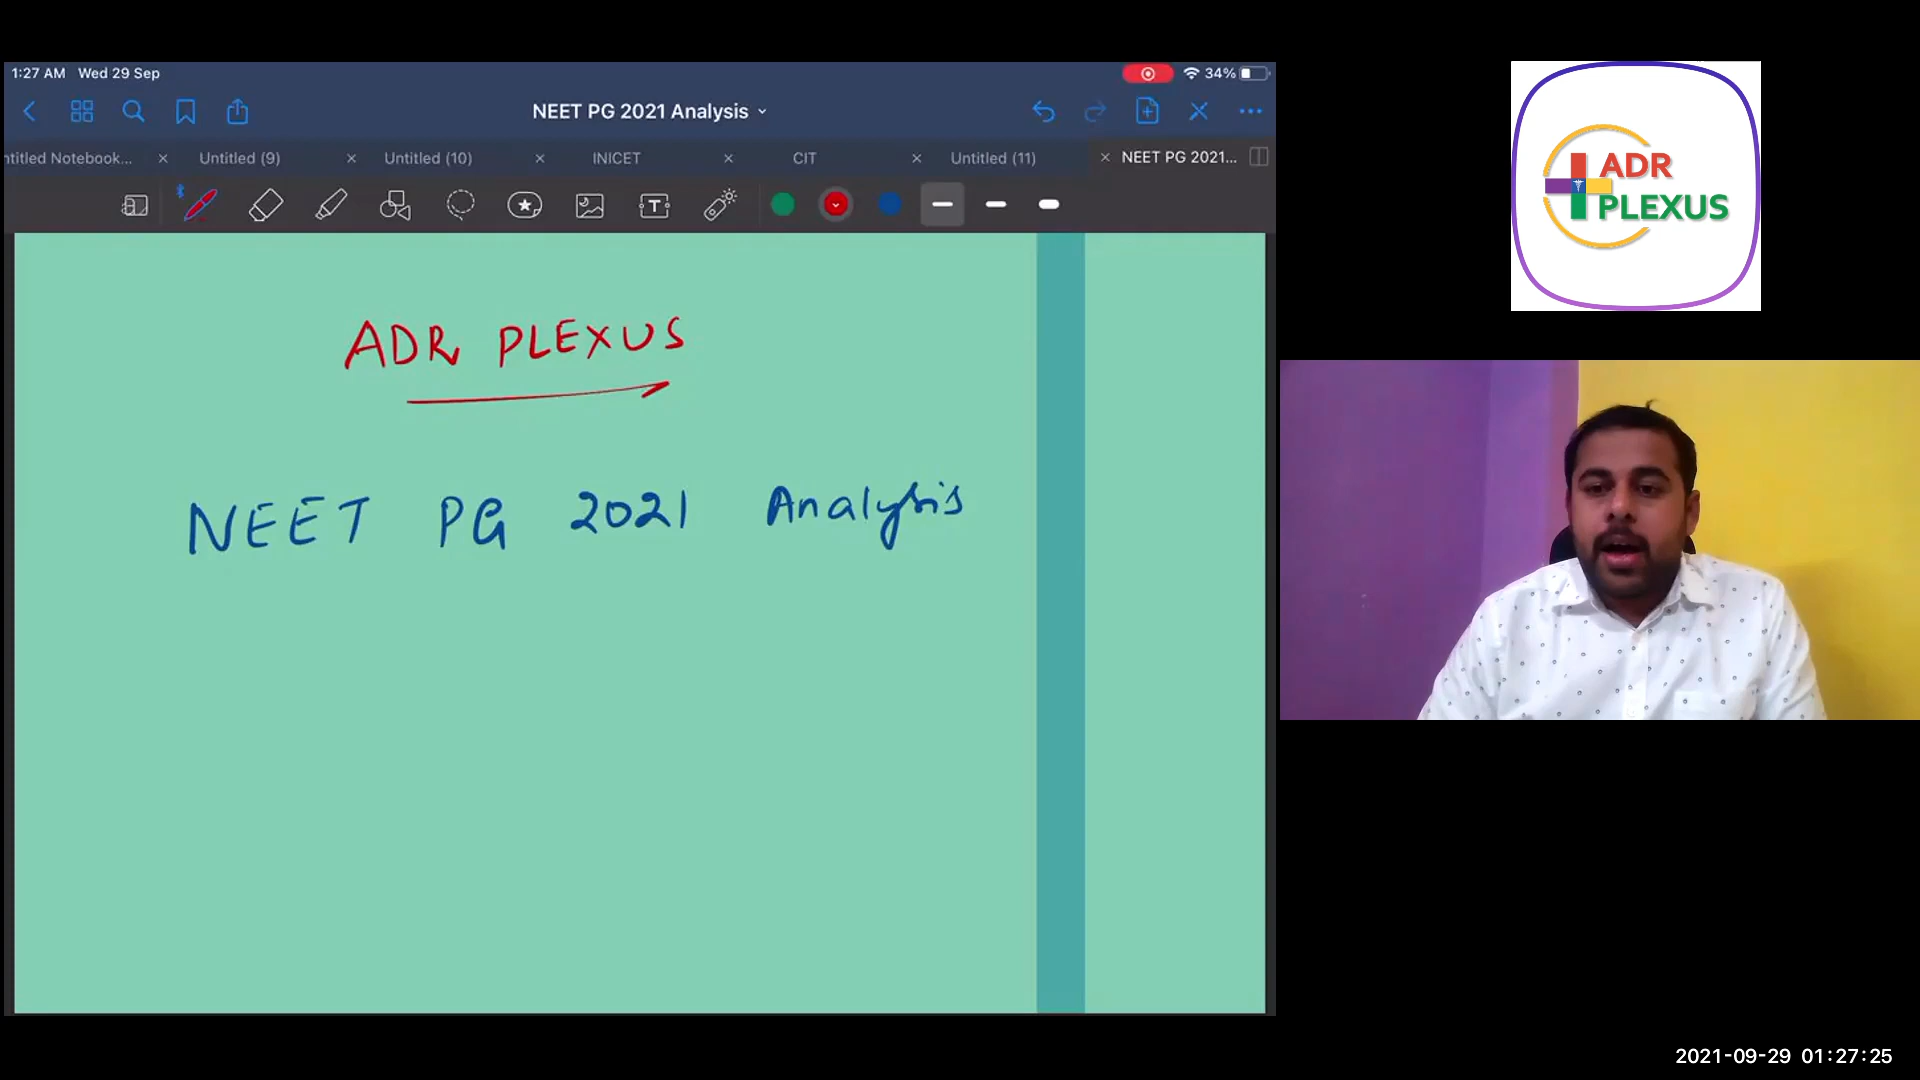 1:27 AM Wed 29 Sep
34%
NEET PG 2021 Analysis
ntitled Notebook...
Untitled (9)
Untitled (10)
INICET
CIT
Untitled (11)
NEET PG 2021...
T
ADR PLEXUS
NEET PG 2021 Analysis
ADR
PLEXUS
2021-09-29 01:27:25